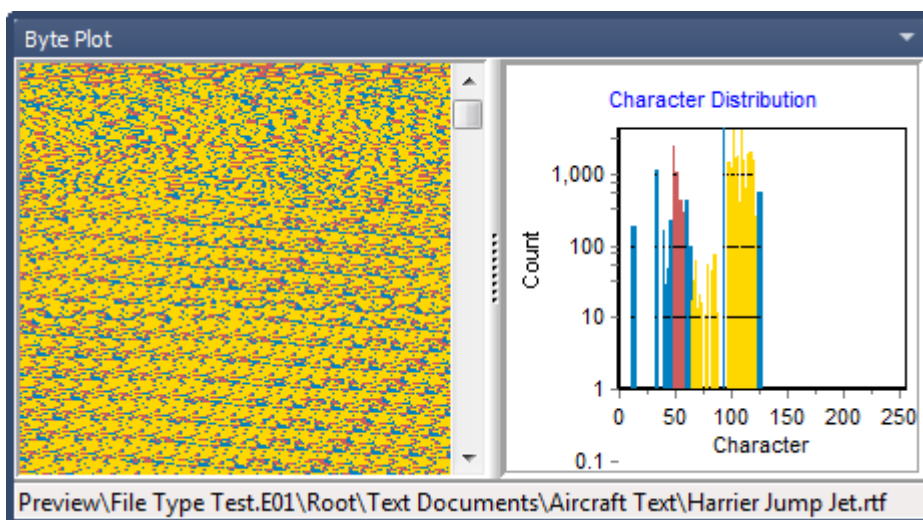 Byte Plot
Character Distribution
1,000
100
10
1
0.1
Count
0 50 100 150 200 250
Character
Preview\File Type Test.E01\Root\Text Documents\Aircraft Text\Harrier Jump Jet.rtf